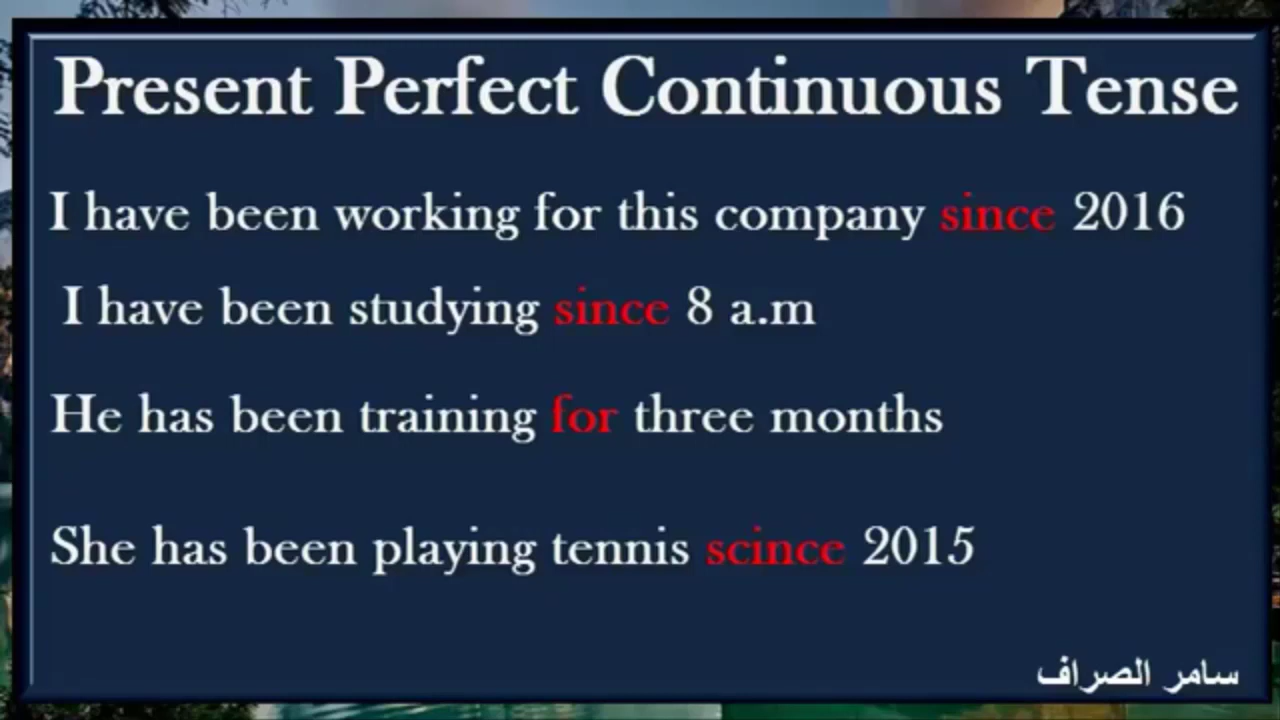 Present Perfect Continuous Tense
I have been working for this company since 2016
I have been studying since 8 a.m
He has been training for three months
She has been playing tennis scince 2015
سامر الصراف